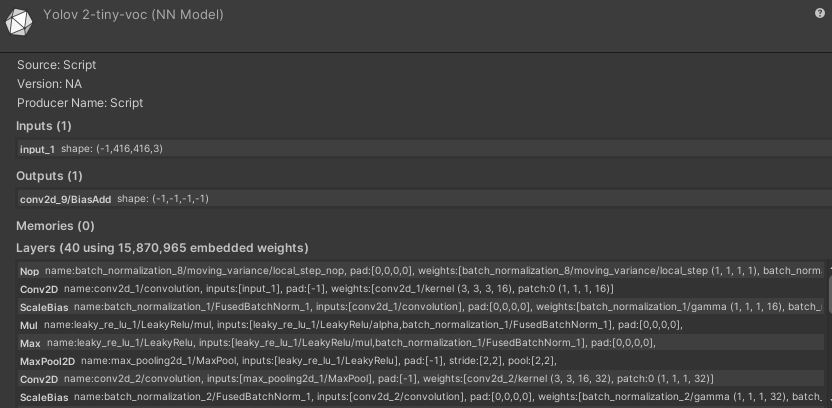 Yolov 2-tiny-voc (NN Model)
Source: Script
Version: NA
Producer Name: Script
Inputs (1)
input_1 shape: (-1,416,416,3)
Outputs (1)
conv2d_9/BiasAdd shape: (-1,-1,-1,-1)
Memories (0)
Layers (40 using 15,870,965 embedded weights)
Nop name:batch_normalization_8/moving_variance/local_step_nop, pad:[0,0,0,0], weights:[batch_normalization_8/moving_variance/local_step (1, 1, 1, 1), batch_norma
Conv2D name:conv2d_1/convolution, inputs:[input_1], pad:[-1], weights:[conv2d_1/kernel (3, 3, 3, 16), patch:0 (1, 1, 1, 16)]
ScaleBias name:batch_normalization_1/FusedBatchNorm_1, inputs:[conv2d_1/convolution], pad:[0,0,0,0], weights:[batch_normalization_1/gamma (1, 1, 1, 16), batch_
Mul name:leaky_re_lu_1/LeakyRelu/mul, inputs:[leaky_re_lu_1/LeakyRelu/alpha,batch_normalization_1/FusedBatchNorm_1], pad:[0,0,0,0],
Max name:leaky_re_lu_1/LeakyRelu, inputs:[leaky_re_lu_1/LeakyRelu/mul,batch_normalization_1/FusedBatchNorm_1], pad:[0,0,0,0],
MaxPool2D name:max_pooling2d_1/MaxPool, inputs:[leaky_re_lu_1/LeakyRelu], pad:[-1], stride:[2,2], pool:[2,2],
Conv2D name:conv2d_2/convolution, inputs:[max_pooling2d_1/MaxPool], pad:[-1], weights:[conv2d_2/kernel (3, 3, 16, 32), patch:0 (1, 1, 1, 32)]
ScaleBias name:batch_normalization_2/FusedBatchNorm_1, inputs:[conv2d_2/convolution], pad:[0,0,0,0], weights:[batch_normalization_2/gamma (1, 1, 1, 32), batch_